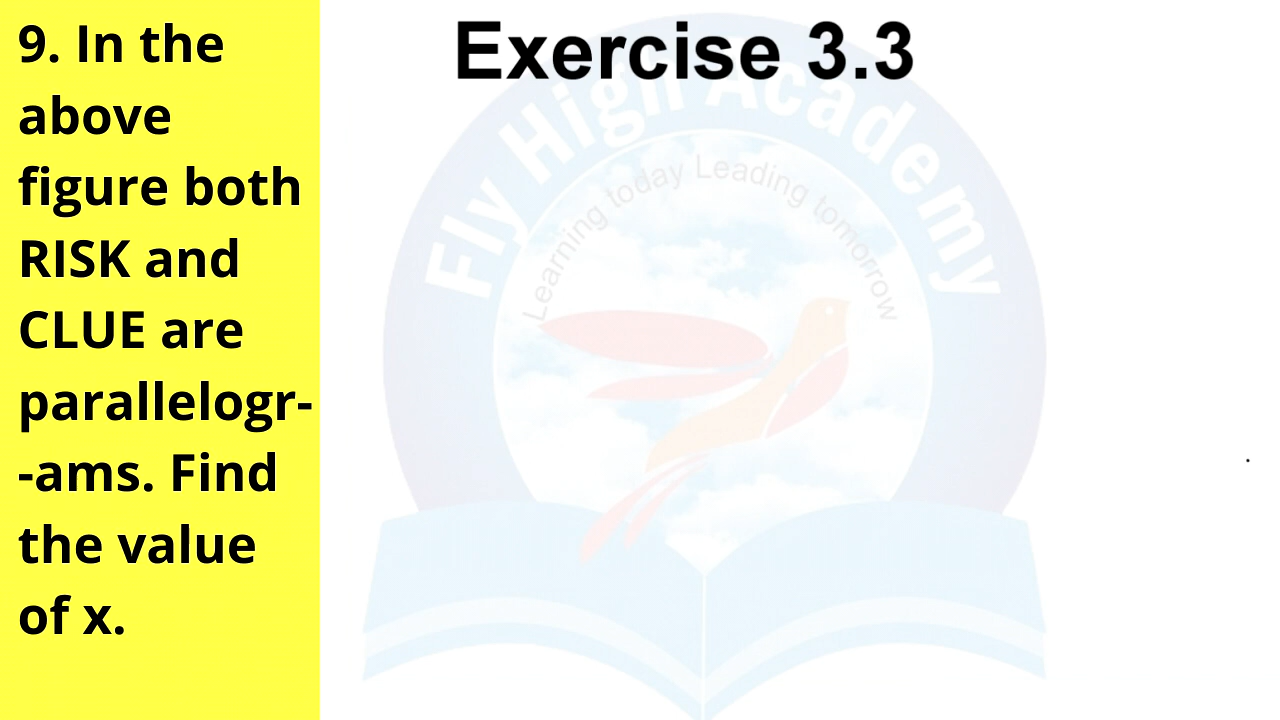 9. In the
above
figure both
RISK and
CLUE are
parallelogr-
-ams. Find
the value
of x.
Exercise 3.3
Fly High Academy
Learning today Leading tomorrow